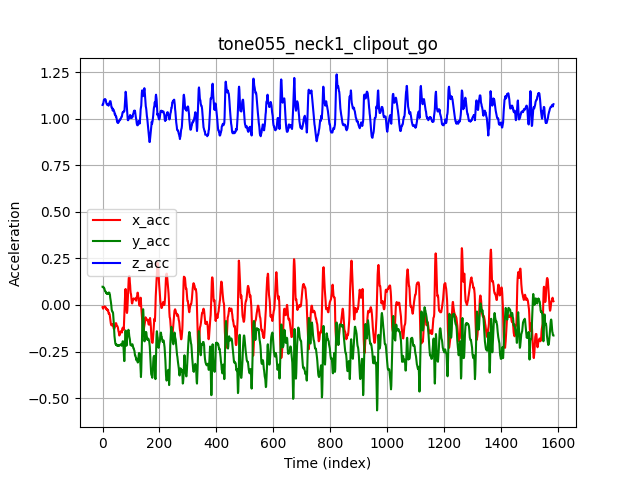 tone055_neck1_clipout_go
1.25
1.00
0.75
0.50
0.25
0.00
−0.25
−0.50
Acceleration
x_acc
y_acc
z_acc
0 200 400 600 800 1000 1200 1400 1600
Time (index)